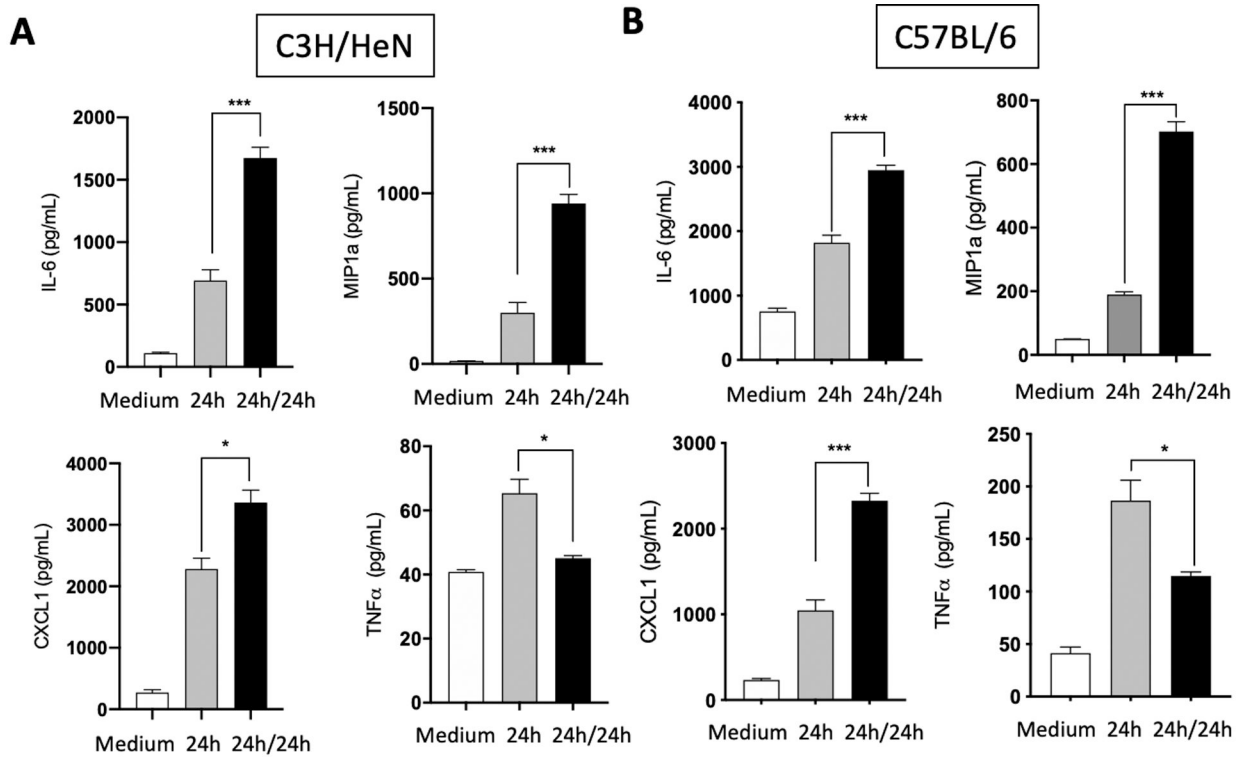 A
C3H/HeN
B
C57BL/6
IL-6 (pg/mL)
2000
1500
1000
500
0
***
Medium 24h 24h/24h
MIP1a (pg/mL)
1500
1000
500
0
***
Medium 24h 24h/24h
IL-6 (pg/mL)
4000
3000
2000
1000
0
***
Medium 24h 24h/24h
MIP1a (pg/mL)
800
600
400
200
0
***
Medium 24h 24h/24h
CXCL1 (pg/mL)
4000
3000
2000
1000
0
*
Medium 24h 24h/24h
TNFα (pg/mL)
80
60
40
20
0
*
Medium 24h 24h/24h
CXCL1 (pg/mL)
3000
2000
1000
0
***
Medium 24h 24h/24h
TNFα (pg/mL)
250
200
150
100
50
0
*
Medium 24h 24h/24h